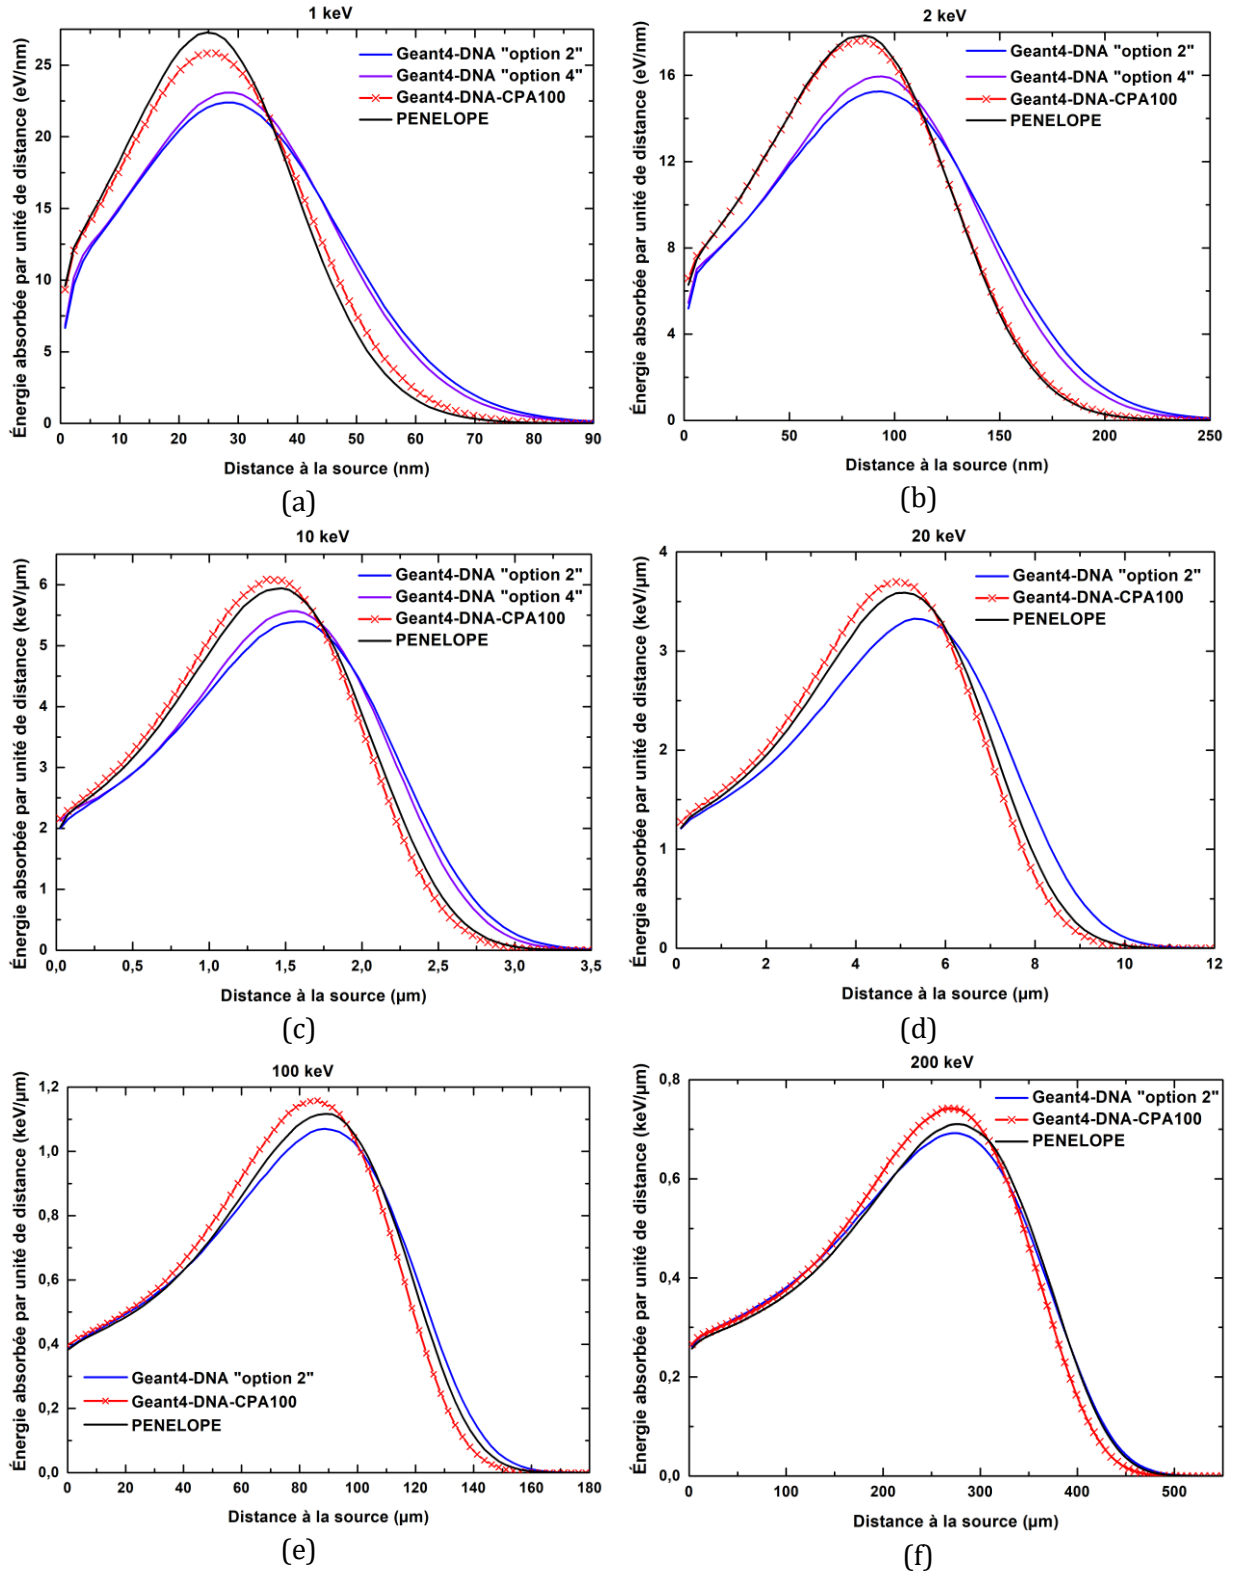 1 keV
Énergie absorbée par unité de distance (eV/nm)
25
20
15
10
5
0
Geant4-DNA "option 2"
Geant4-DNA "option 4"
Geant4-DNA-CPA100
PENELOPE
0 10 20 30 40 50 60 70 80 90
Distance à la source (nm)
(a)
2 keV
Énergie absorbée par unité de distance (eV/nm)
16
12
8
4
0
Geant4-DNA "option 2"
Geant4-DNA "option 4"
Geant4-DNA-CPA100
PENELOPE
0 50 100 150 200 250
Distance à la source (nm)
(b)
10 keV
Énergie absorbée par unité de distance (keV/µm)
6
5
4
3
2
1
0
Geant4-DNA "option 2"
Geant4-DNA "option 4"
Geant4-DNA-CPA100
PENELOPE
0,0 0,5 1,0 1,5 2,0 2,5 3,0 3,5
Distance à la source (µm)
(c)
20 keV
Énergie absorbée par unité de distance (keV/µm)
4
3
2
1
0
Geant4-DNA "option 2"
Geant4-DNA-CPA100
PENELOPE
0 2 4 6 8 10 12
Distance à la source (µm)
(d)
100 keV
Énergie absorbée par unité de distance (keV/µm)
1,2
1,0
0,8
0,6
0,4
0,2
0,0
Geant4-DNA "option 2"
Geant4-DNA-CPA100
PENELOPE
0 20 40 60 80 100 120 140 160 180
Distance à la source (µm)
(e)
200 keV
Énergie absorbée par unité de distance (keV/µm)
0,8
0,6
0,4
0,2
0,0
Geant4-DNA "option 2"
Geant4-DNA-CPA100
PENELOPE
0 100 200 300 400 500
Distance à la source (µm)
(f)